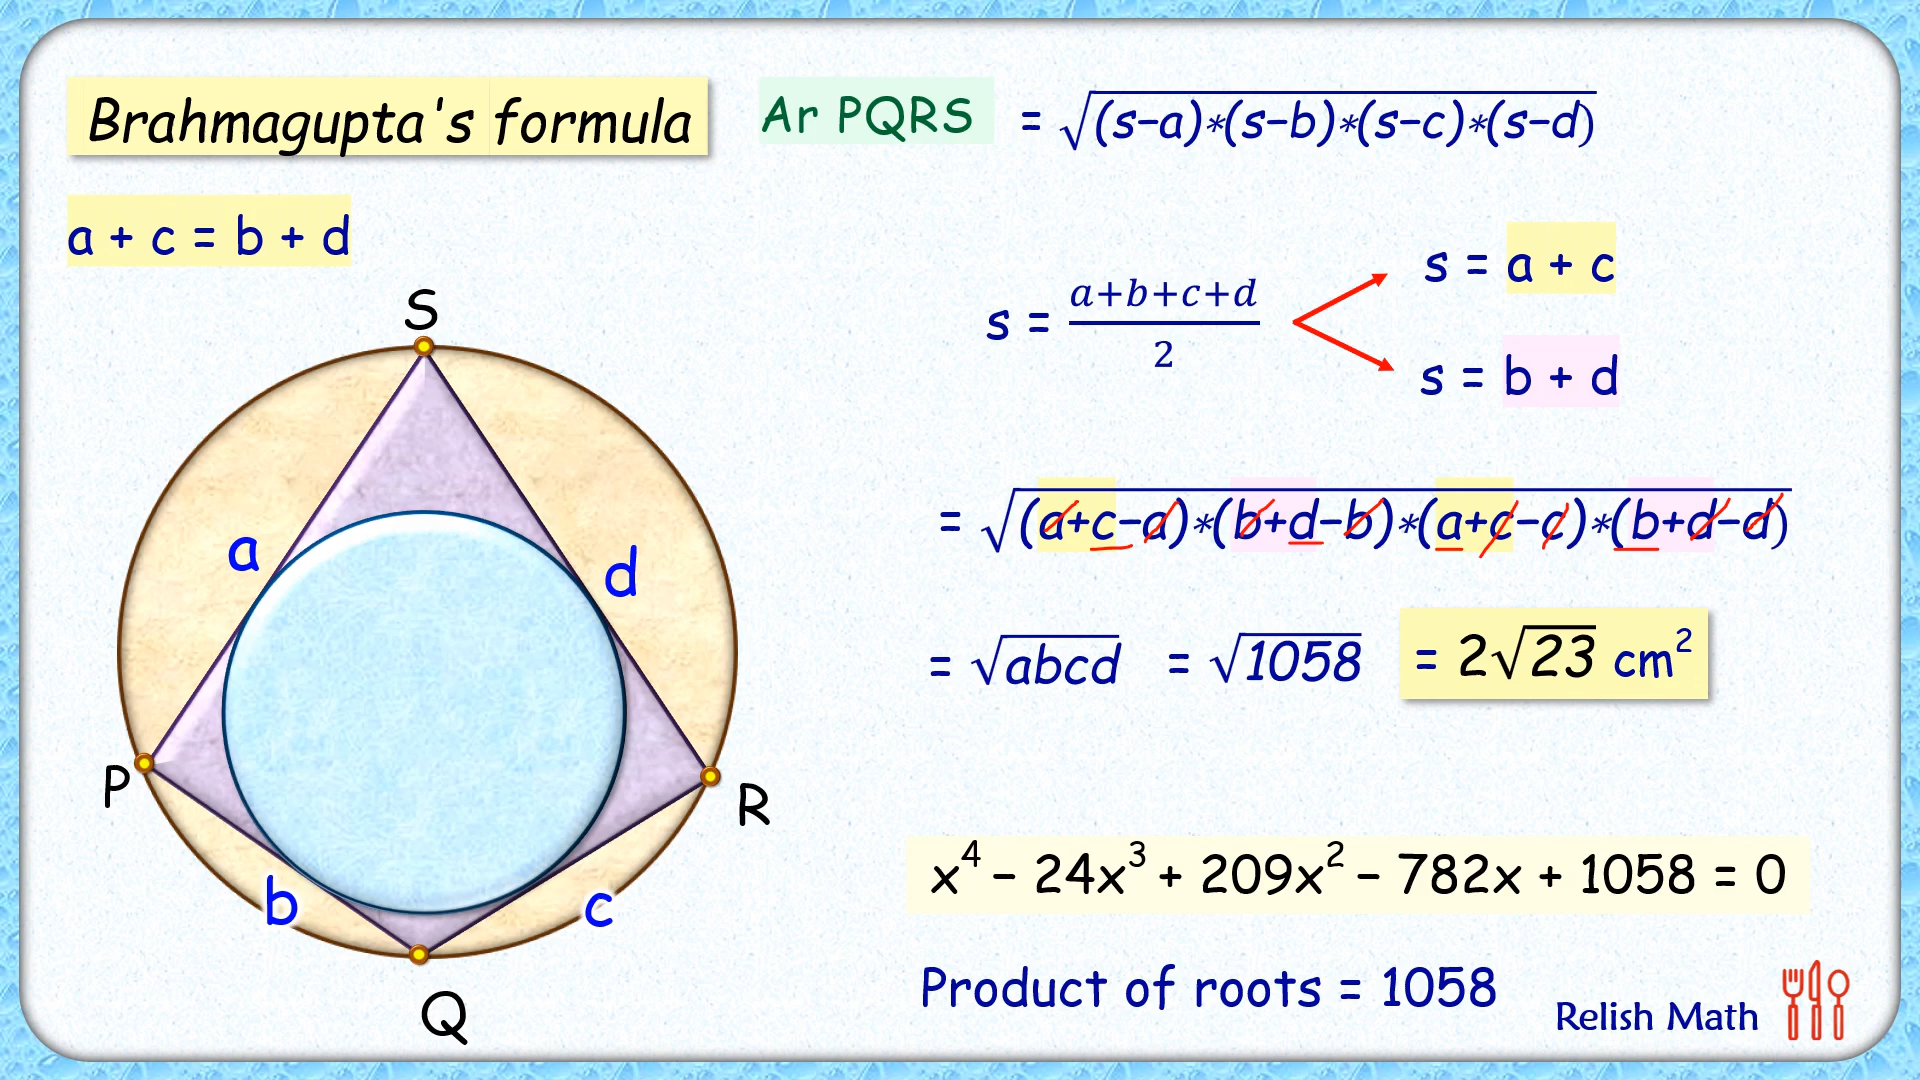 Brahmagupta's formula
Ar PQRS = √(s−a)*(s−b)*(s−c)*(s−d)
a + c = b + d
s = a+b+c+d/2
s = a + c
s = b + d
= √(a+c−a)*(b+d−b)*(a+c−c)*(b+d−d)
= √abcd = √1058 = 2√23 cm²
S
a
d
P
R
b
c
Q
x⁴ − 24x³ + 209x² − 782x + 1058 = 0
Product of roots = 1058
Relish Math